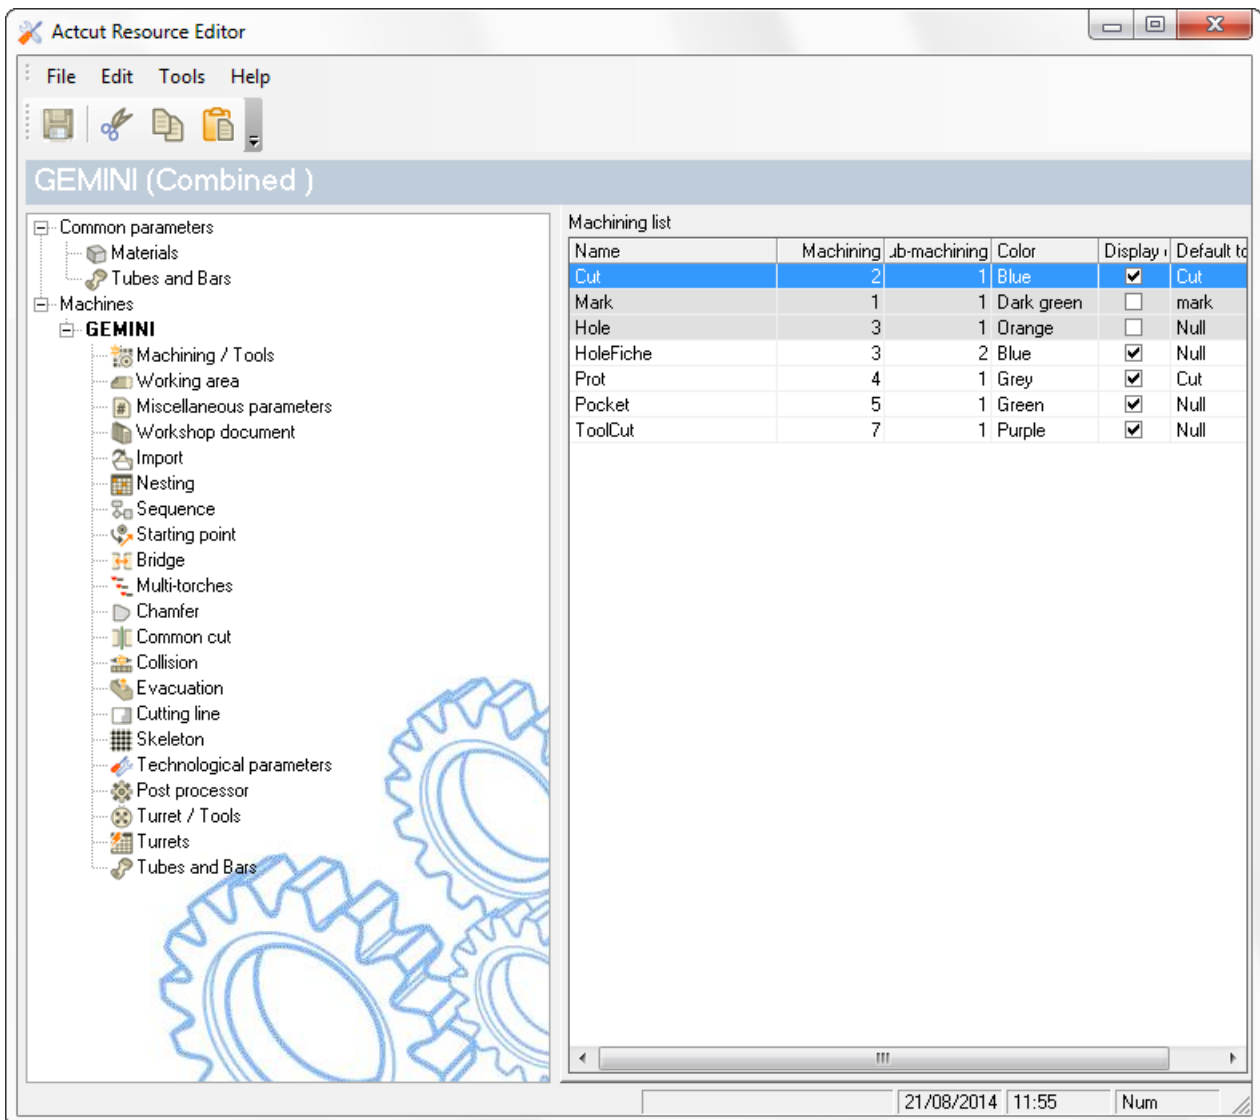 Actcut Resource Editor
File Edit Tools Help
GEMINI (Combined )
Common parameters
Materials
Tubes and Bars
Machines
GEMINI
Machining / Tools
Working area
Miscellaneous parameters
Workshop document
Import
Nesting
Sequence
Starting point
Bridge
Multi-torches
Chamfer
Common cut
Collision
Evacuation
Cutting line
Skeleton
Technological parameters
Post processor
Turret / Tools
Turrets
Tubes and Bars
Machining list
Name Machining ub-machining Color Display Default to
Cut 2 1 Blue Cut
Mark 1 1 Dark green mark
Hole 3 1 Orange Null
HoleFiche 3 2 Blue Null
Prot 4 1 Grey Cut
Pocket 5 1 Green Null
ToolCut 7 1 Purple Null
21/08/2014 11:55 Num